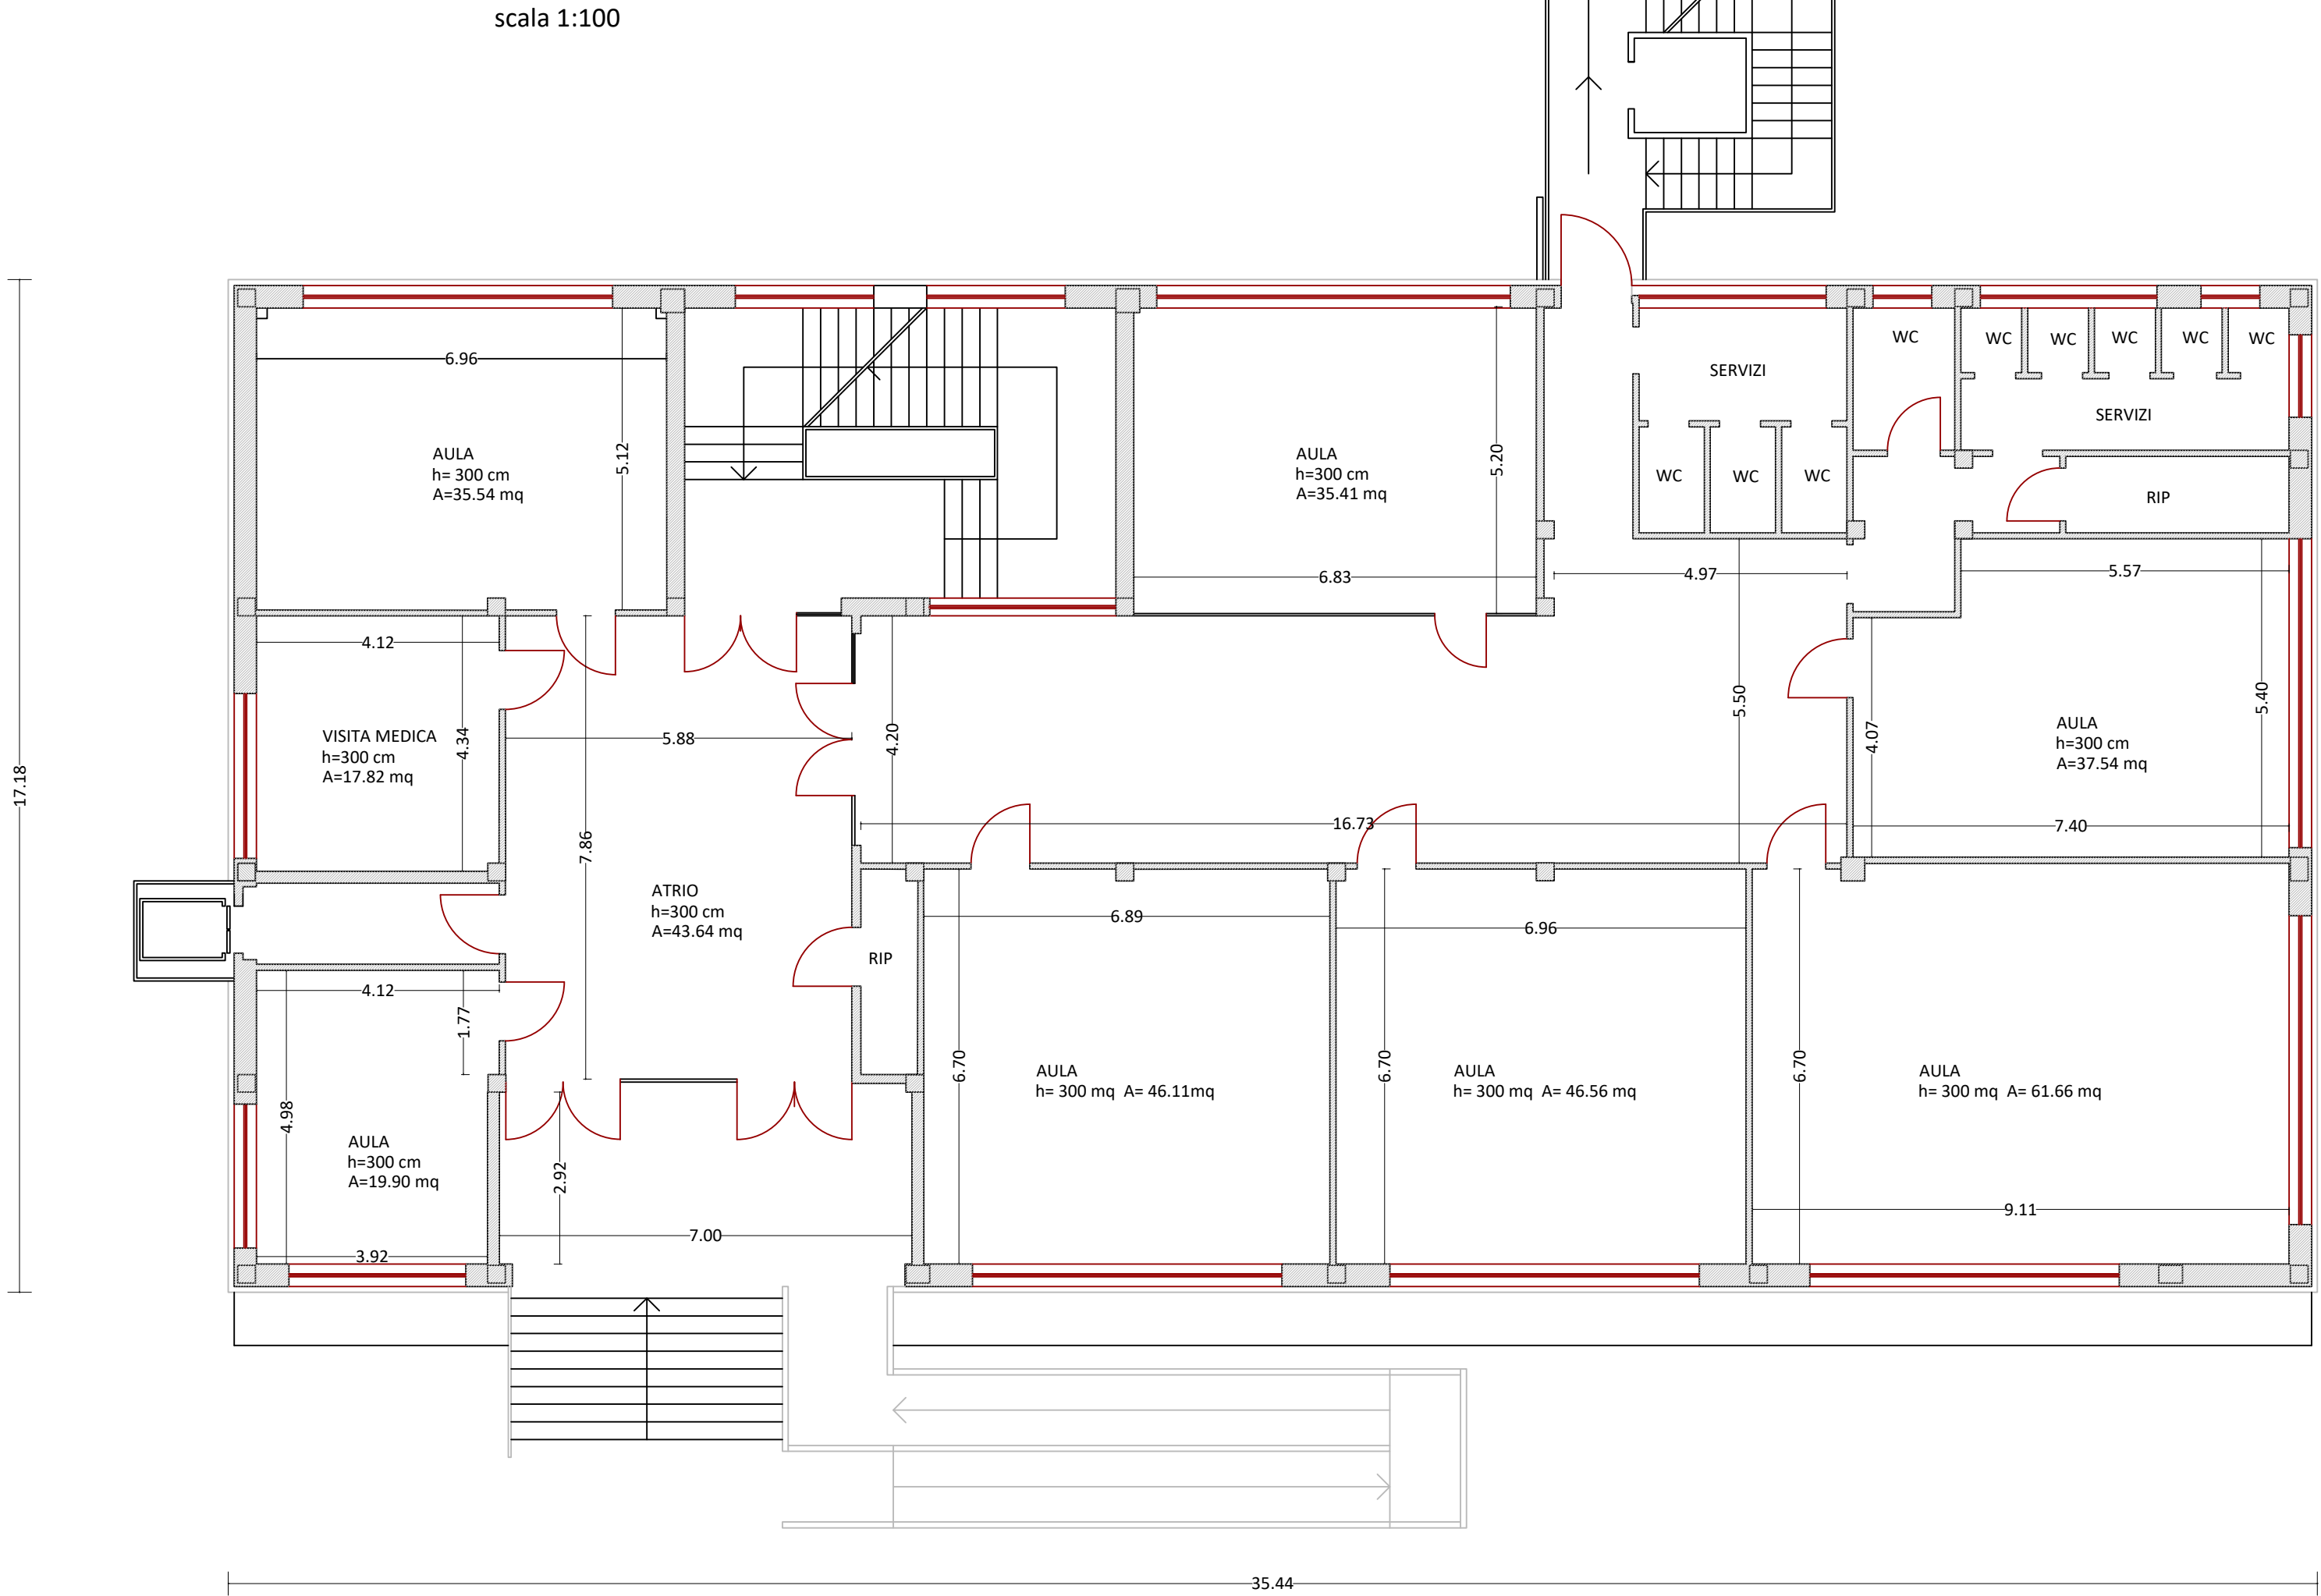 scala 1:100
6.96
AULA
h= 300 cm
A=35.54 mq
5.12
AULA
h=300 cm
A=35.41 mq
5.20
6.83
SERVIZI
WC
WC
WC
WC
WC
WC
WC
WC
WC
SERVIZI
RIP
4.97
5.57
4.12
VISITA MEDICA
h=300 cm
A=17.82 mq
4.34
5.88
7.86
4.20
16.73
5.50
4.07
AULA
h=300 cm
A=37.54 mq
5.40
7.40
17.18
ATRIO
h=300 cm
A=43.64 mq
RIP
4.12
1.77
4.98
AULA
h=300 cm
A=19.90 mq
3.92
2.92
7.00
6.89
6.70
AULA
h= 300 mq A= 46.11mq
6.96
6.70
AULA
h= 300 mq A= 46.56 mq
6.70
AULA
h= 300 mq A= 61.66 mq
9.11
35.44